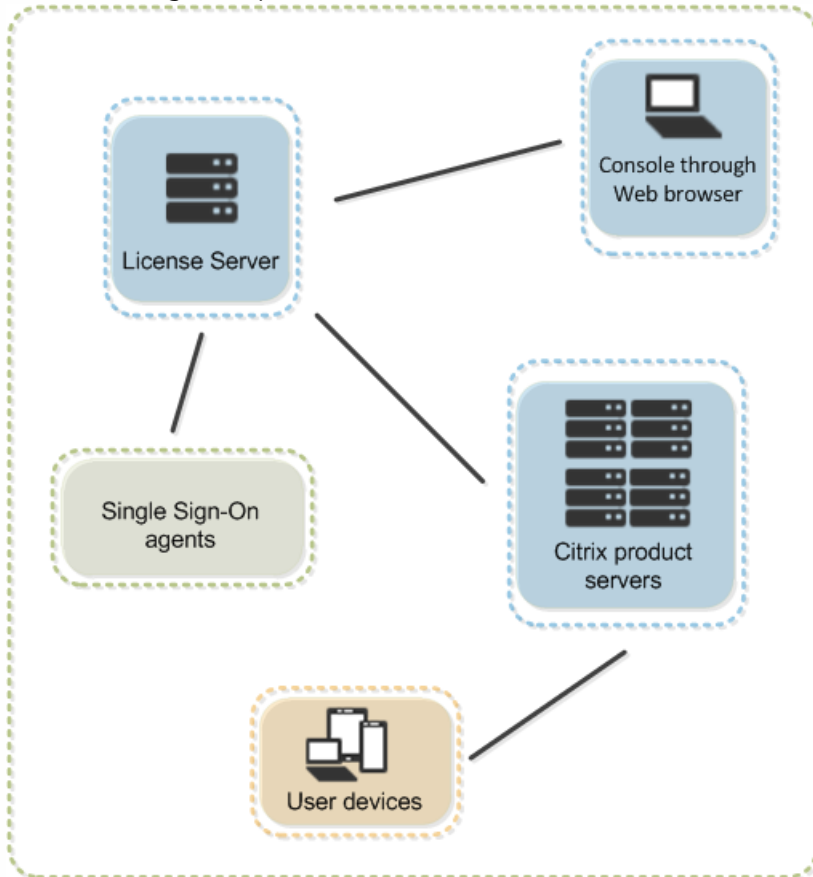 Console through
Web browser
License Server
Single Sign-On
agents
Citrix product
servers
User devices